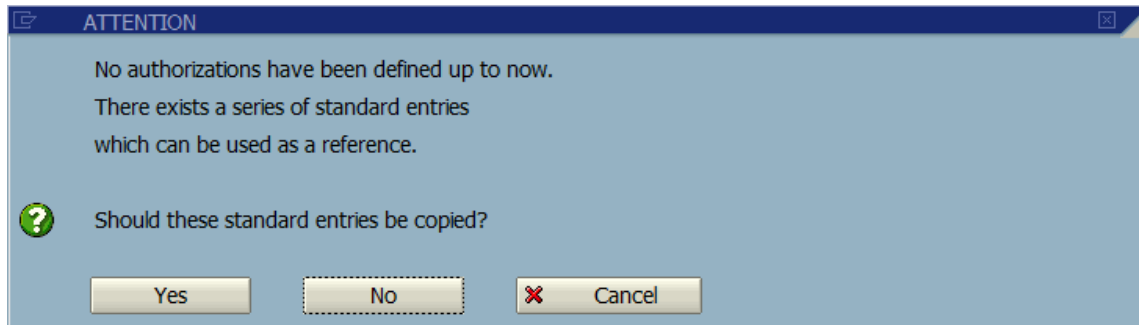 ATTENTION
No authorizations have been defined up to now.
There exists a series of standard entries
which can be used as a reference.
Should these standard entries be copied?
Yes No Cancel